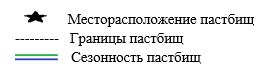 Месторасположение пастбищ
Границы пастбищ
Сезонность пастбищ